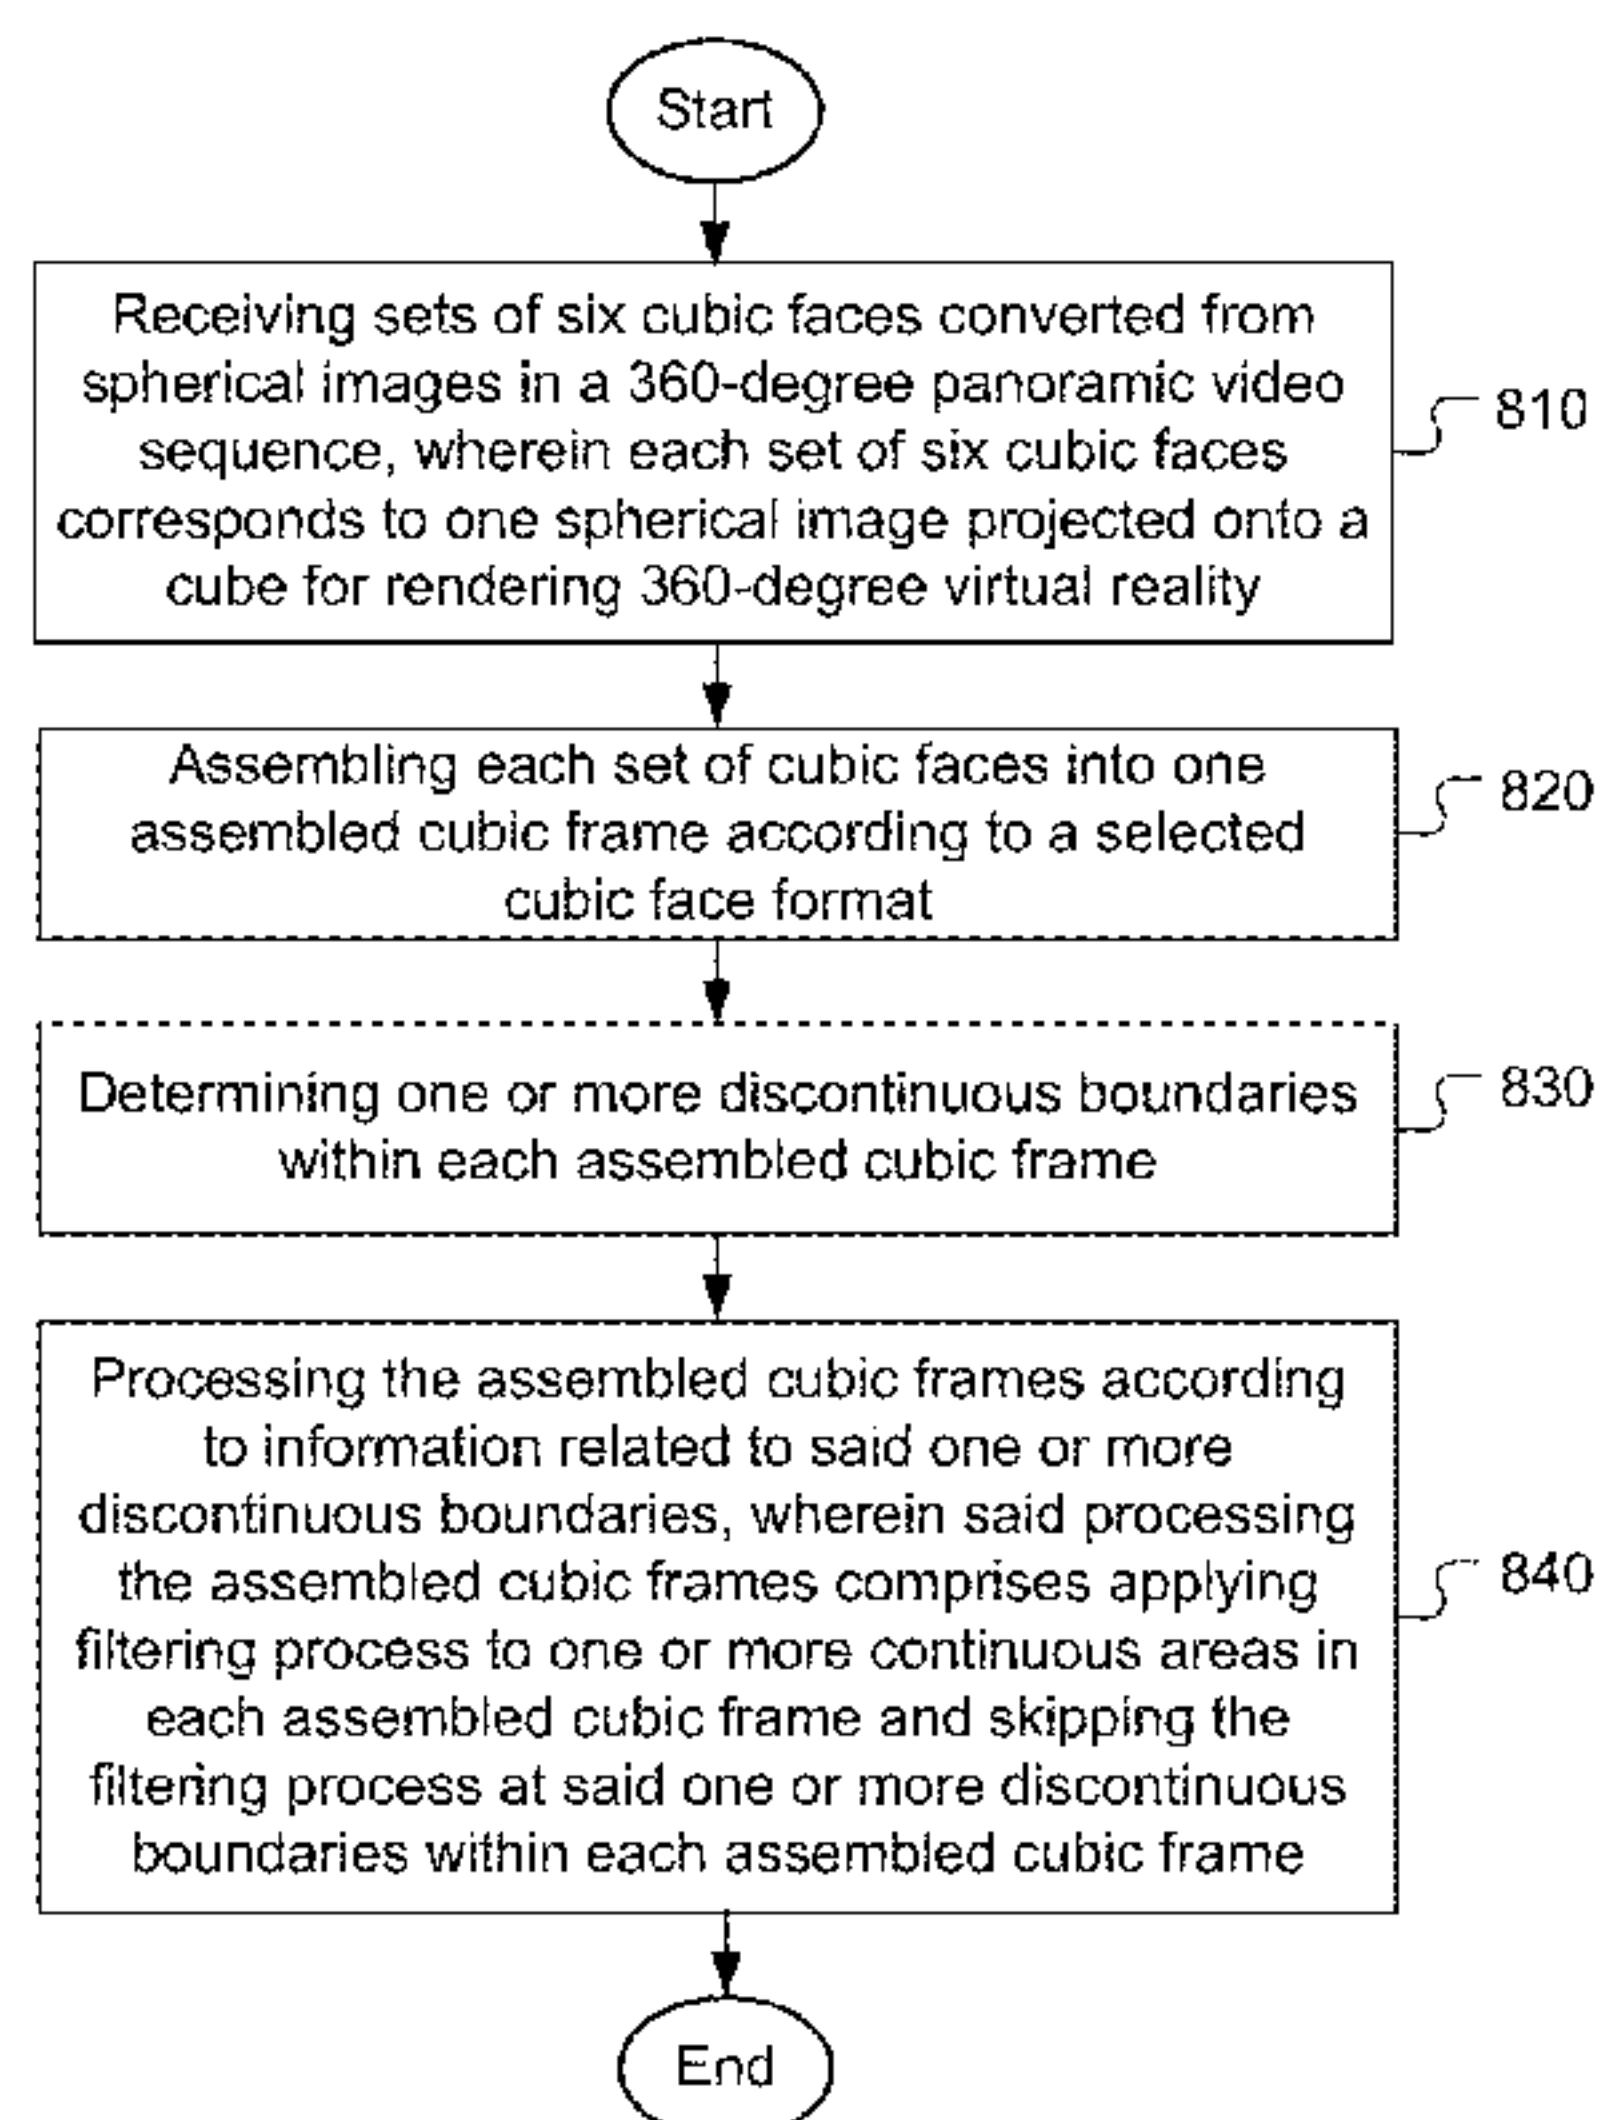 Start
Receiving sets of six cubic faces converted from
spherical images in a 360-degree panoramic video
sequence, wherein each set of six cubic faces
corresponds to one spherical image projected onto a
cube for rendering 360-degree virtual reality
810
Assembling each set of cubic faces into one
assembled cubic frame according to a selected
cubic face format
820
Determining one or more discontinuous boundaries
within each assembled cubic frame
830
Processing the assembled cubic frames according
to information related to said one or more
discontinuous boundaries, wherein said processing
the assembled cubic frames comprises applying
filtering process to one or more continuous areas in
each assembled cubic frame and skipping the
filtering process at said one or more discontinuous
boundaries within each assembled cubic frame
840
End